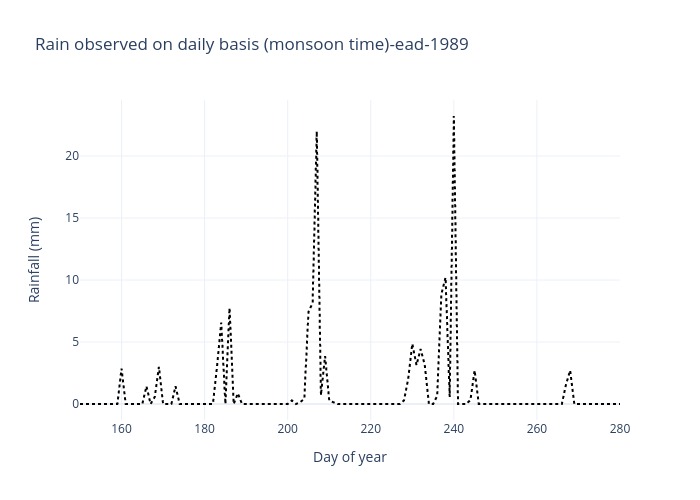 Rain observed on daily basis (monsoon time)-ead-1989
Rainfall (mm)
20
15
10
5
0
160 180 200 220 240 260 280
Day of year